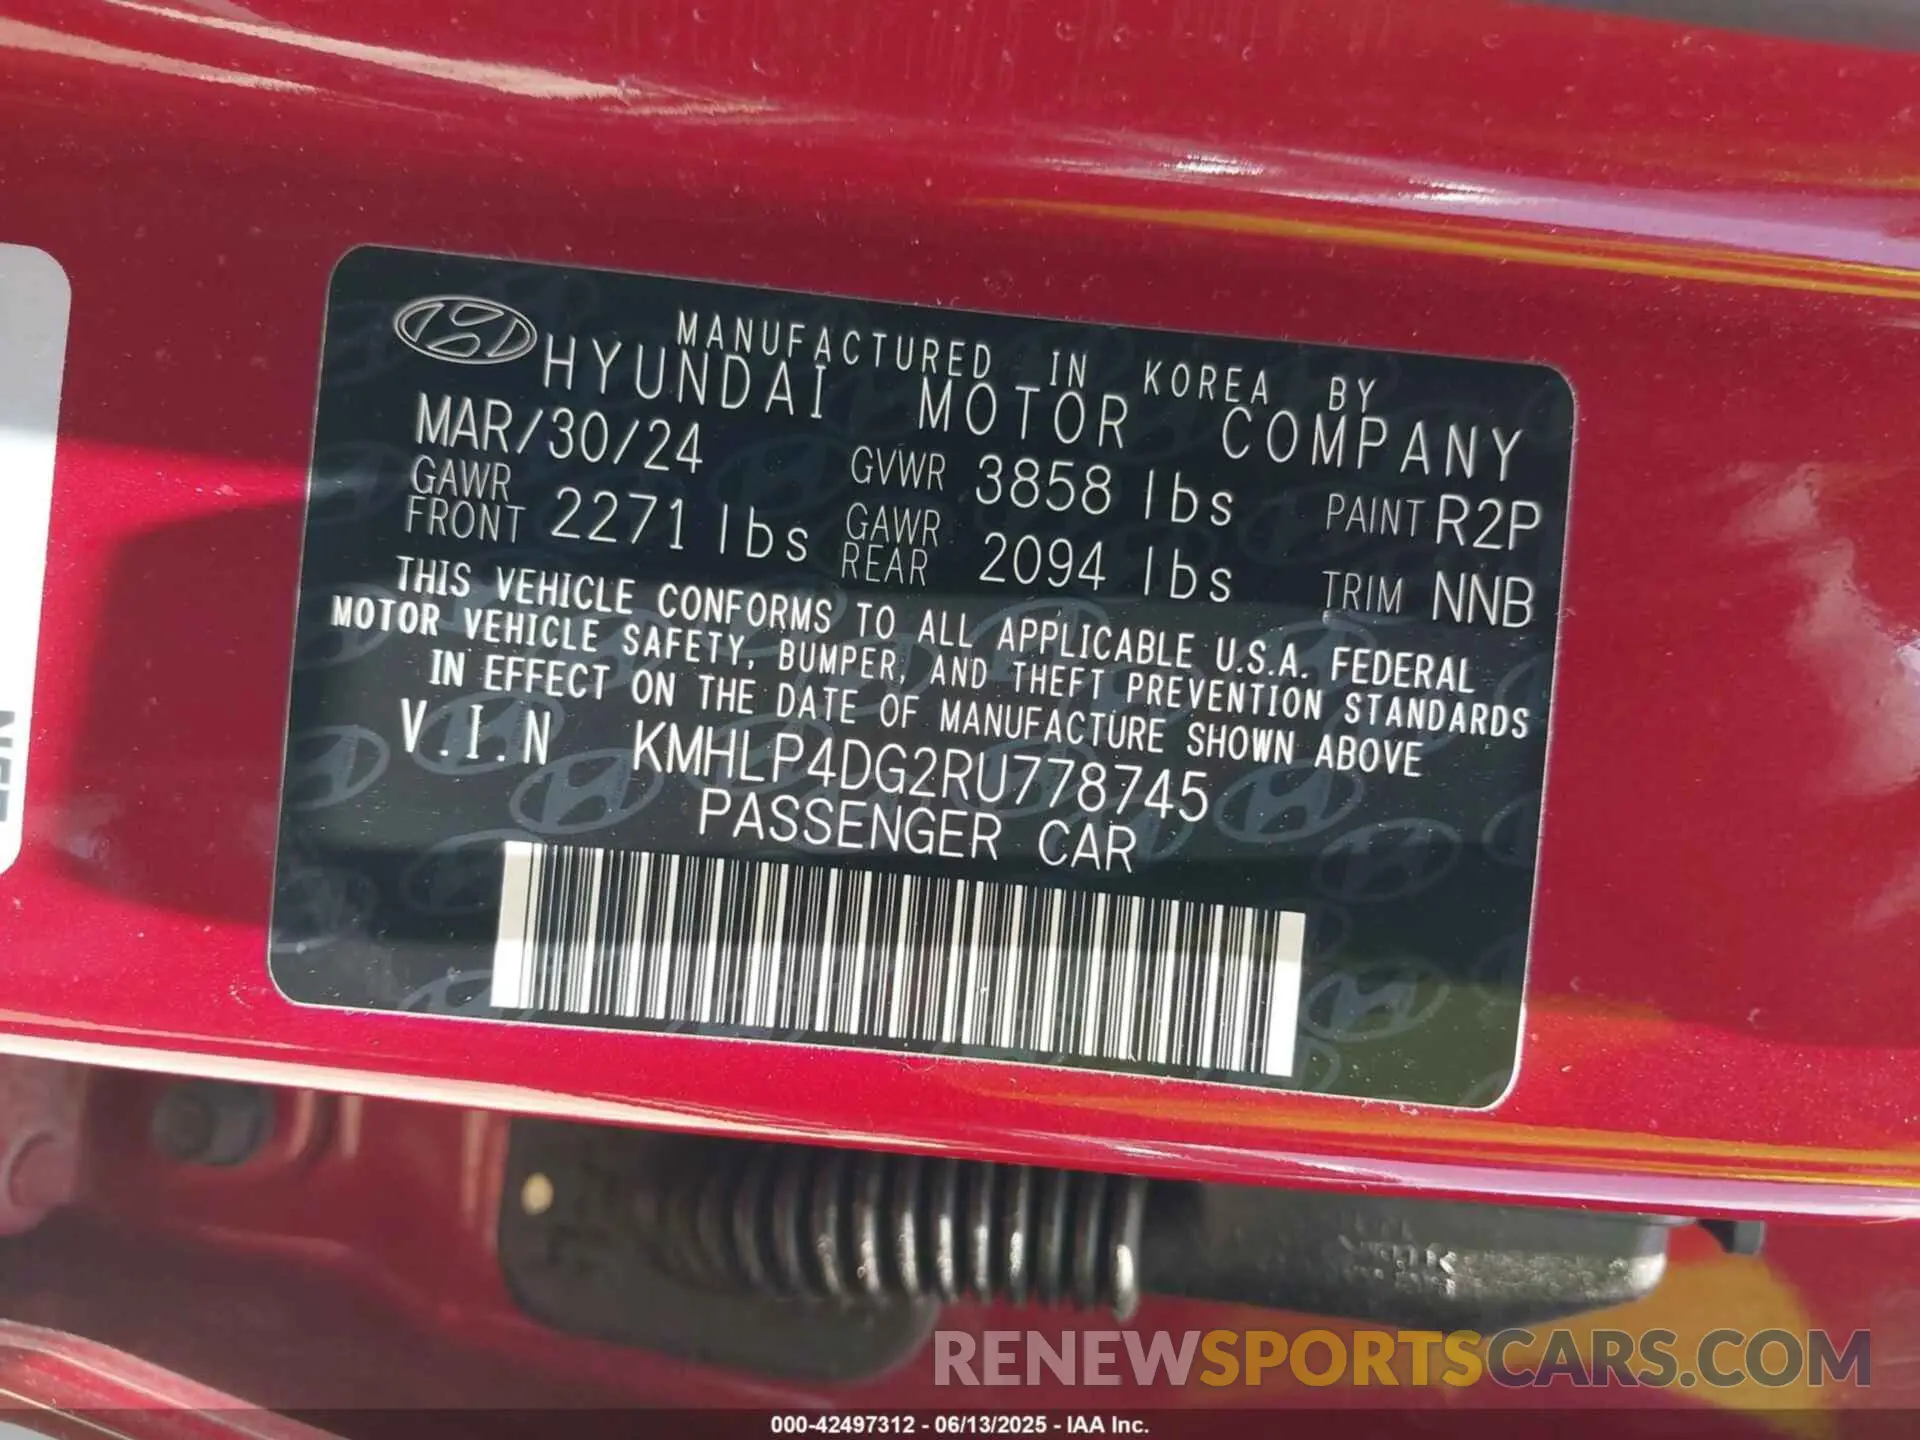 MANUFACTURED IN KOREA BY
HYUNDAI MOTOR COMPANY
MAR/30/24 GVWR 3858 lbs PAINT R2P
GAWR FRONT 2271 lbs GAWR REAR 2094 lbs TRIM NNB
THIS VEHICLE CONFORMS TO ALL APPLICABLE U.S.A. FEDERAL
MOTOR VEHICLE SAFETY, BUMPER, AND THEFT PREVENTION STANDARDS
IN EFFECT ON THE DATE OF MANUFACTURE SHOWN ABOVE
V.I.N KMHLP4DG2RU778745
PASSENGER CAR
RENEWSPORTSCARS.COM
000-42497312 - 06/13/2025 - IAA Inc.